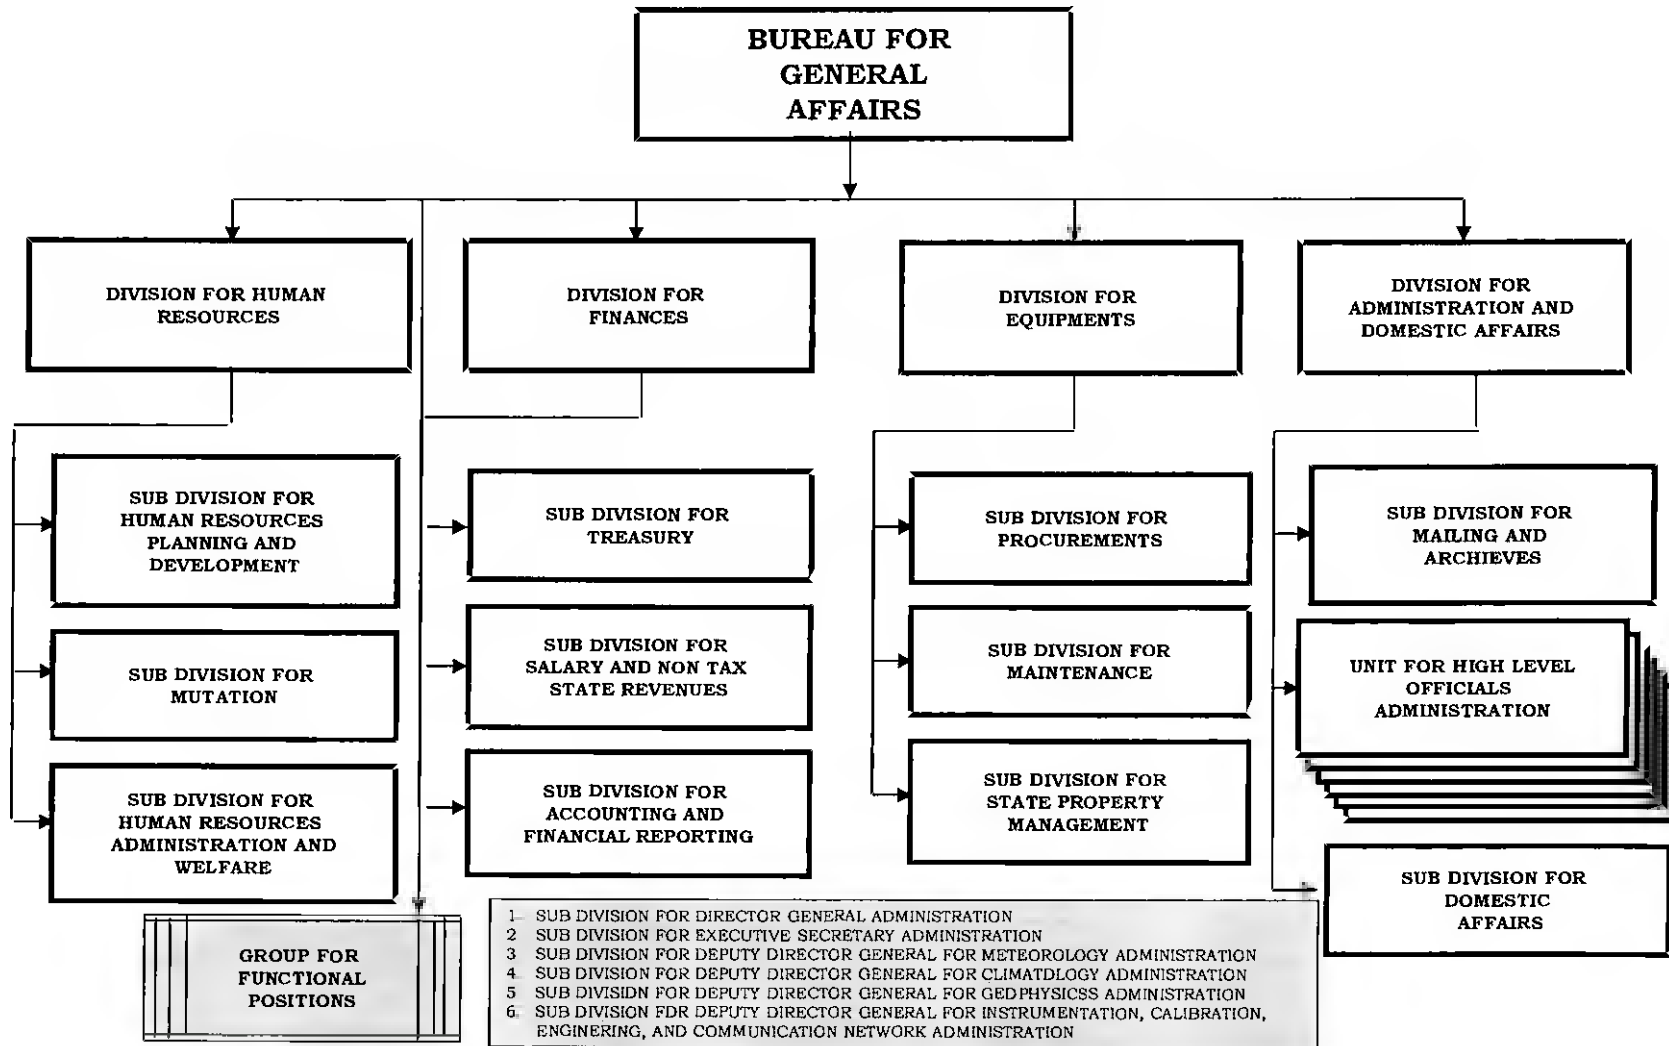 BUREAU FOR
GENERAL
AFFAIRS
DIVISION FOR HUMAN
RESOURCES
DIVISION FOR
FINANCES
DIVISION FOR
EQUIPMENTS
DIVISION FOR
ADMINISTRATION AND
DOMESTIC AFFAIRS
SUB DIVISION FOR
HUMAN RESOURCES
PLANNING AND
DEVELOPMENT
SUB DIVISION FOR
MUTATION
SUB DIVISION FOR
HUMAN RESOURCES
ADMINISTRATION AND
WELFARE
SUB DIVISION FOR
TREASURY
SUB DIVISION FOR
SALARY AND NON TAX
STATE REVENUES
SUB DIVISION FOR
ACCOUNTING AND
FINANCIAL REPORTING
SUB DIVISION FOR
PROCUREMENTS
SUB DIVISION FOR
MAINTENANCE
SUB DIVISION FOR
STATE PROPERTY
MANAGEMENT
SUB DIVISION FOR
MAILING AND
ARCHIEVES
UNIT FOR HIGH LEVEL
OFFICIALS
ADMINISTRATION
SUB DIVISION FOR
DOMESTIC
AFFAIRS
GROUP FOR
FUNCTIONAL
POSITIONS
1 SUB DIVISION FOR DIRECTOR GENERAL ADMINISTRATION
2 SUB DIVISION FOR EXECUTIVE SECRETARY ADMINISTRATION
3 SUB DIVISION FOR DEPUTY DIRECTOR GENERAL FOR METEOROLOGY ADMINISTRATION
4. SUB DIVISION FOR DEPUTY DIRECTOR GENERAL FOR CLIMATOLOGY ADMINISTRATION
5 SUB DIVISION FOR DEPUTY DIRECTOR GENERAL FOR GEOPHYSICSS ADMINISTRATION
6. SUB DIVISION FOR DEPUTY DIRECTOR GENERAL FOR INSTRUMENTATION, CALIBRATION,
ENGINERING, AND COMMUNICATION NETWORK ADMINISTRATION